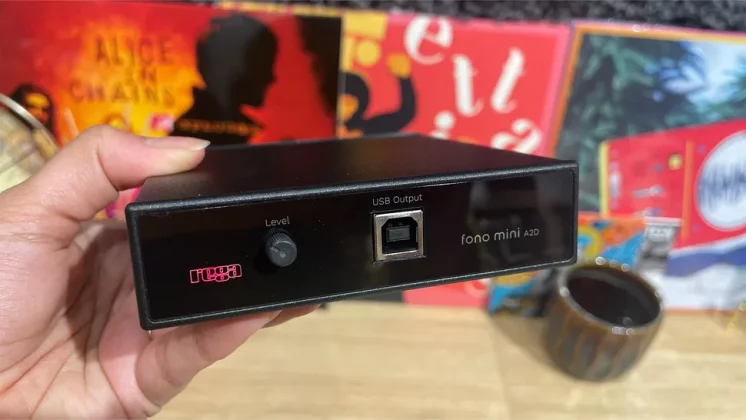 ALICE
IN
CHAINS
Level
USB Output
rega
fono mini A2D